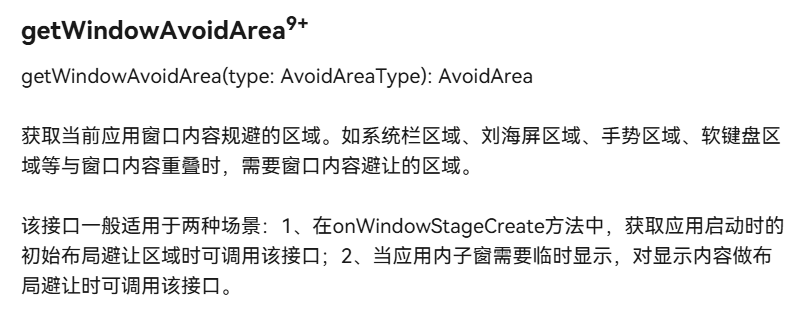 getWindowAvoidArea9+
getWindowAvoidArea(type: AvoidAreaType): AvoidArea
获取当前应用窗口内容规避的区域。如系统栏区域、刘海屏区域、手势区域、软键盘区
域等与窗口内容重叠时，需要窗口内容避让的区域。
该接口一般适用于两种场景：1、在onWindowStageCreate方法中，获取应用启动时的
初始布局避让区域时可调用该接口；2、当应用内子窗需要临时显示，对显示内容做布
局避让时可调用该接口。